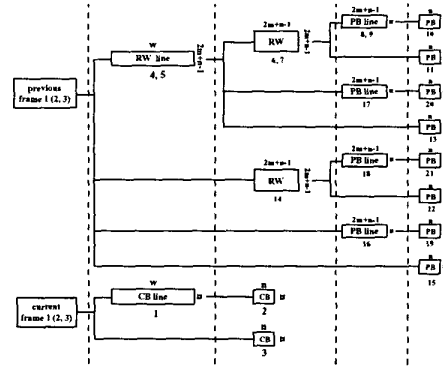 W
RW line
4, 5
2m+n-1
2m+n-1
RW
6, 7
2m+n-1
2m+n-1
PB line
8, 9
n
n
PB
10
n
PB
11
previous
frame 1 (2, 3)
2m+n-1
PB line
17
n
n
PB
20
n
PB
13
2m+n-1
RW
14
2m+n-1
2m+n-1
PB line
18
n
n
PB
21
n
PB
12
2m+n-1
PB line
16
n
n
PB
19
n
PB
15
current
frame 1 (2, 3)
W
CB line
1
n
n
CB
n
2
n
CB
n
3